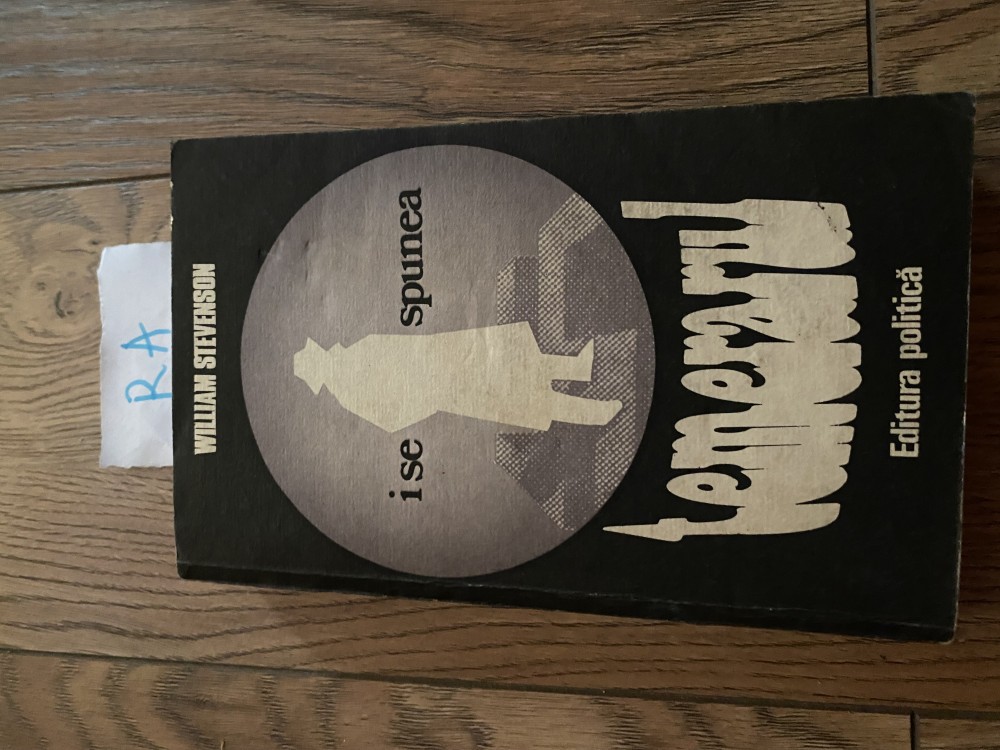 RA
WILLIAM STEVENSON
i se spunea
temerarul
Editura politică